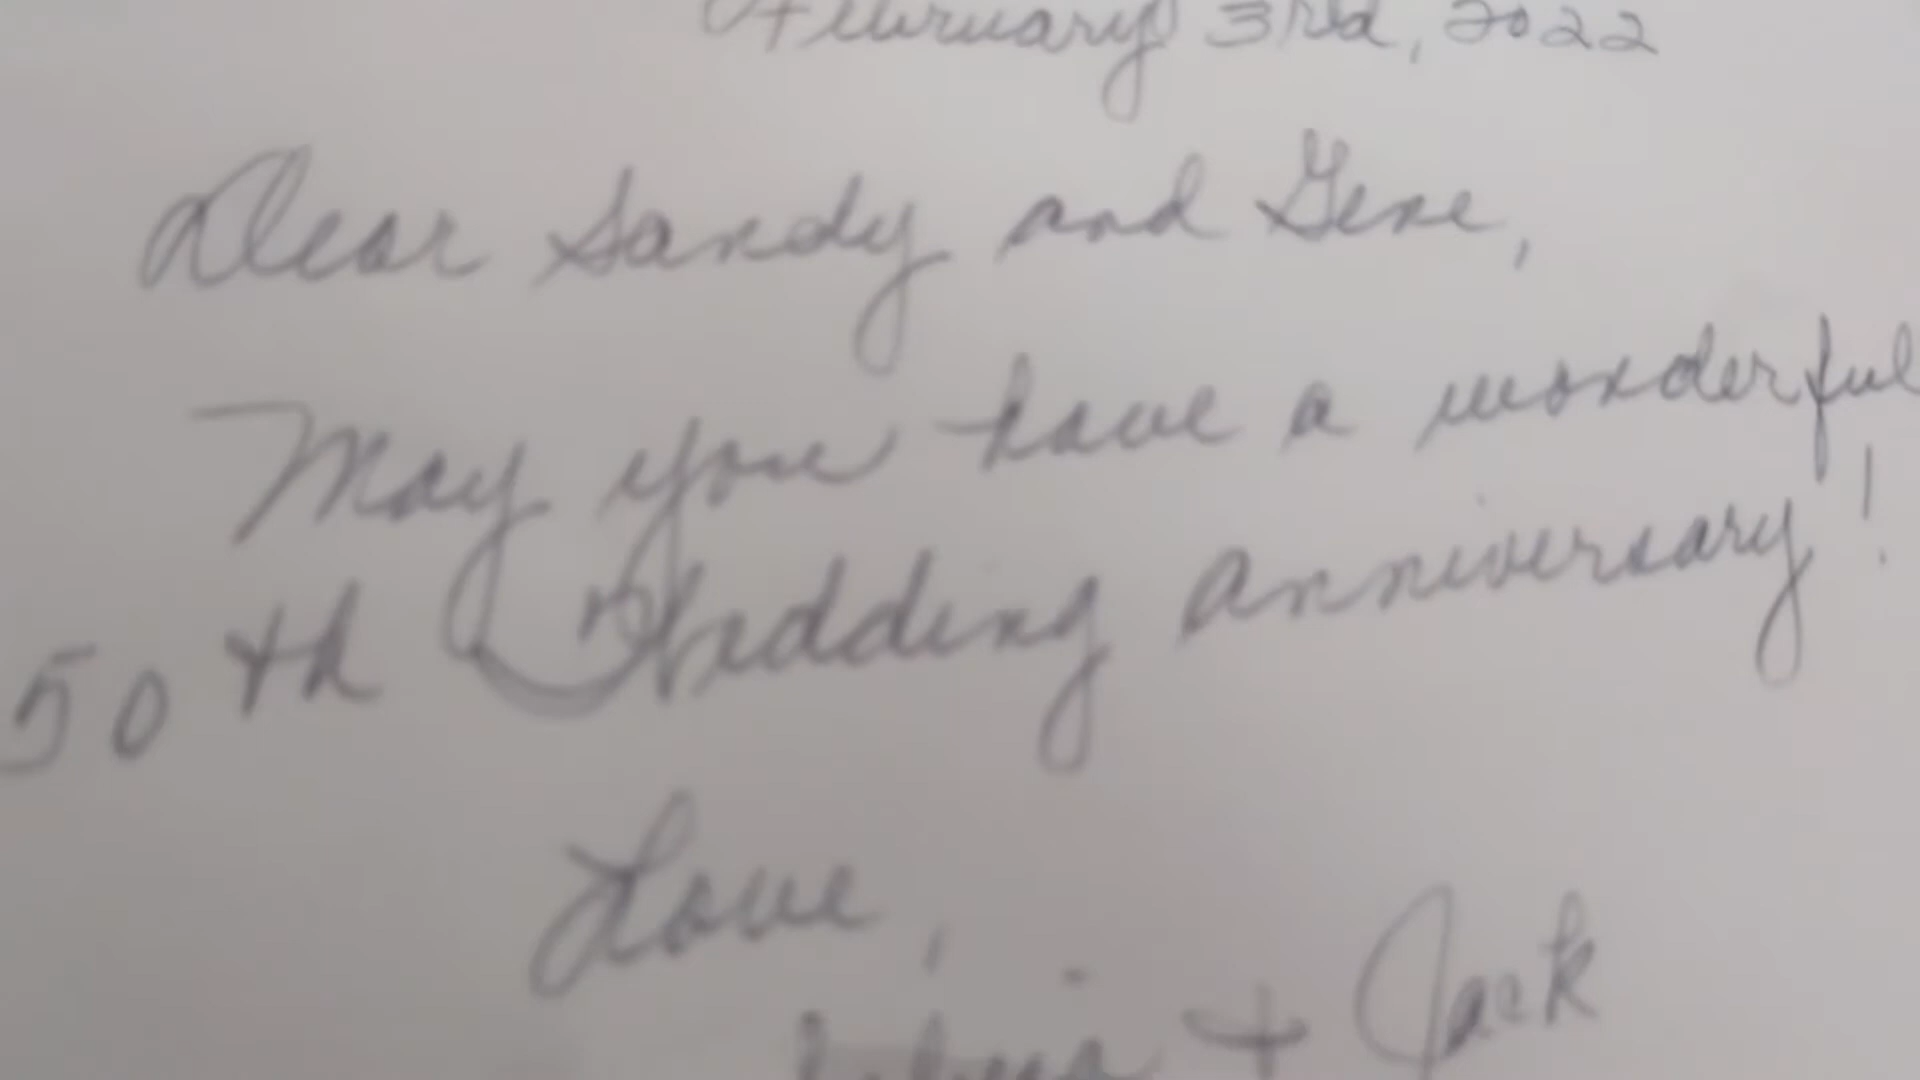 February 3rd, 2022
Dear Sandy and Gene,
May you have a wonderful
50th Wedding anniversary!
Love,
+ Jack